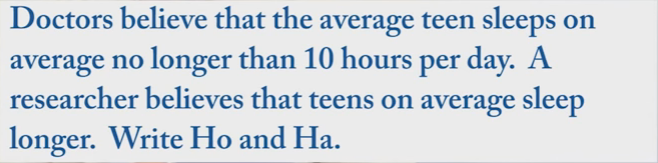 Doctors believe that the average teen sleeps on
average no longer than 10 hours per day.  A
researcher believes that teens on average sleep
longer.  Write Ho and Ha.